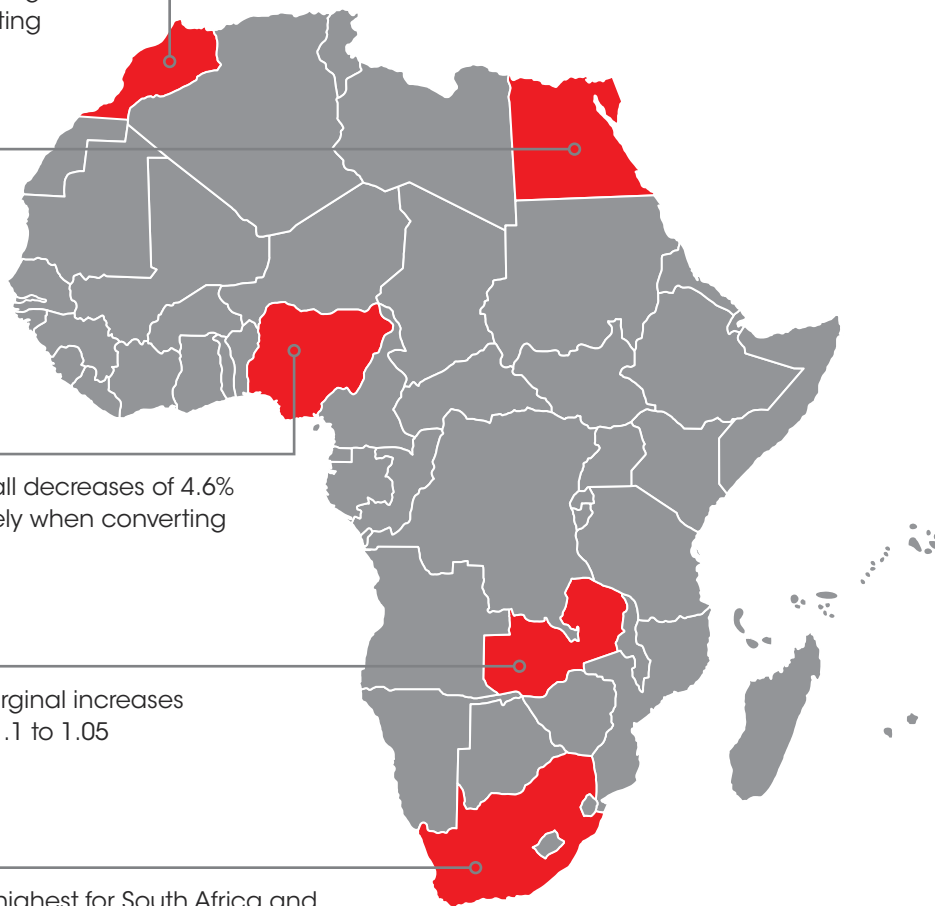 ting
all decreases of 4.6%
ely when converting
rginal increases
.1 to 1.05
highest for South Africa and